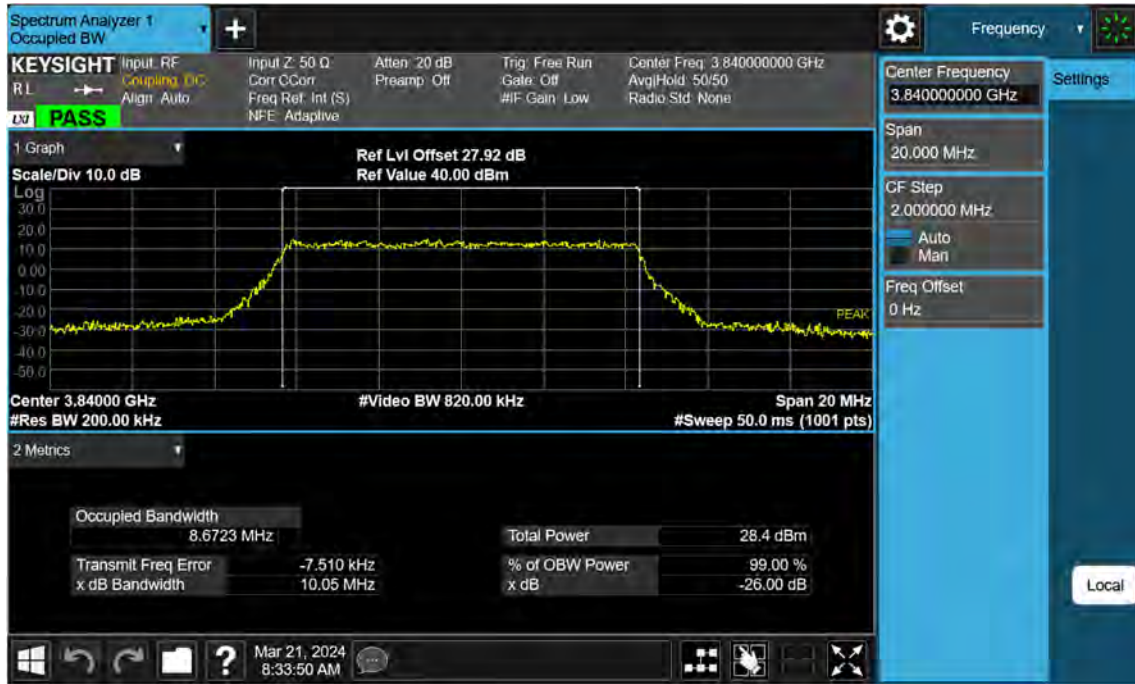 Spectrum Analyzer 1
Occupied BW
+
Frequency
KEYSIGHT
RL
LXI
PASS
Input: RF
Coupling: DC
Align: Auto
Input Z: 50 Ω
Corr CCorr
Freq Ref: Int (S)
NFE: Adaptive
Atten: 20 dB
Preamp: Off
Trig: Free Run
Gate: Off
#IF Gain: Low
Center Freq: 3.840000000 GHz
Avg|Hold: 50/50
Radio Std: None
Center Frequency
3.840000000 GHz
Settings
Span
20.000 MHz
CF Step
2.000000 MHz
Auto
Man
Freq Offset
0 Hz
1 Graph
Scale/Div 10.0 dB
Ref Lvl Offset 27.92 dB
Ref Value 40.00 dBm
Log
30.0
20.0
10.0
0.00
-10.0
-20.0
-30.0
-40.0
-50.0
PEAK
Center 3.84000 GHz
#Video BW 820.00 kHz
Span 20 MHz
#Res BW 200.00 kHz
#Sweep 50.0 ms (1001 pts)
2 Metrics
Occupied Bandwidth
8.6723 MHz
Total Power 28.4 dBm
Transmit Freq Error -7.510 kHz
% of OBW Power 99.00 %
x dB Bandwidth 10.05 MHz
x dB -26.00 dB
Local
?
Mar 21, 2024
8:33:50 AM